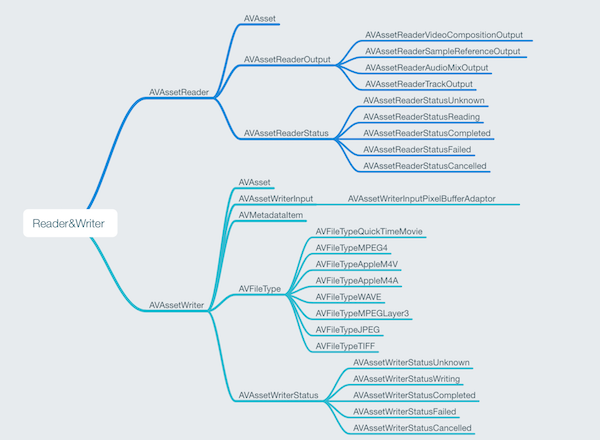 Reader&Writer
AVAssetReader
AVAsset
AVAssetReaderOutput
AVAssetReaderVideoCompositionOutput
AVAssetReaderSampleReferenceOutput
AVAssetReaderAudioMixOutput
AVAssetReaderTrackOutput
AVAssetReaderStatus
AVAssetReaderStatusUnknown
AVAssetReaderStatusReading
AVAssetReaderStatusCompleted
AVAssetReaderStatusFailed
AVAssetReaderStatusCancelled
AVAssetWriter
AVAsset
AVAssetWriterInput
AVAssetWriterInputPixelBufferAdaptor
AVMetadataItem
AVFileType
AVFileTypeQuickTimeMovie
AVFileTypeMPEG4
AVFileTypeAppleM4V
AVFileTypeAppleM4A
AVFileTypeWAVE
AVFileTypeMPEGLayer3
AVFileTypeJPEG
AVFileTypeTIFF
AVAssetWriterStatus
AVAssetWriterStatusUnknown
AVAssetWriterStatusWriting
AVAssetWriterStatusCompleted
AVAssetWriterStatusFailed
AVAssetWriterStatusCancelled